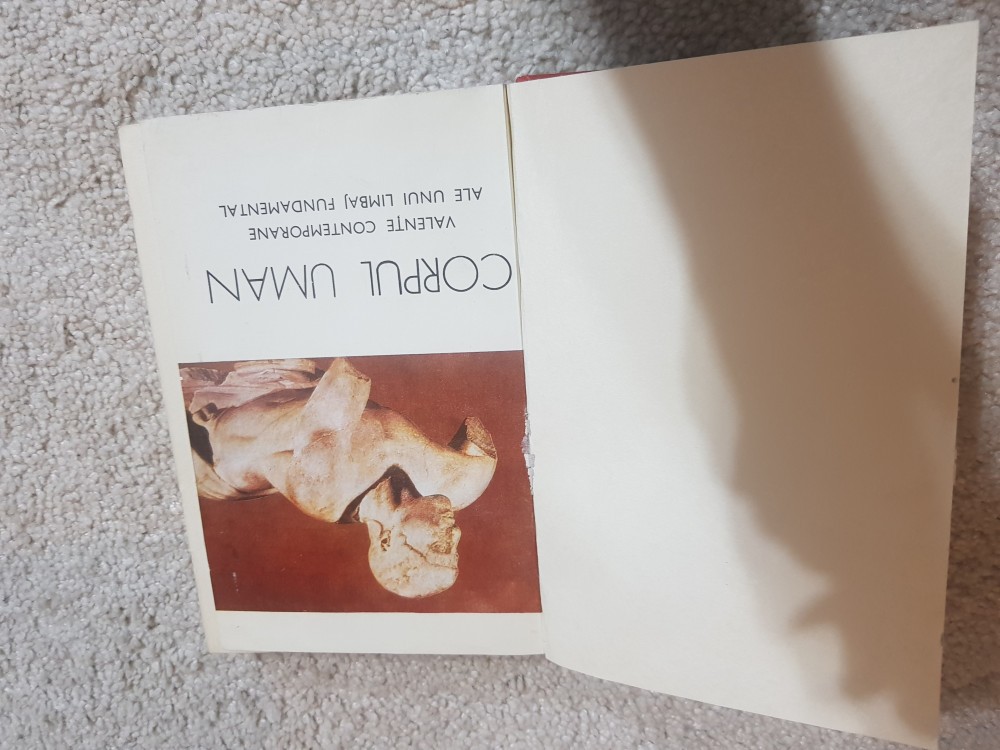 CORPUL UMAN
VALENȚE CONTEMPORANE
ALE UNUI LIMBAJ FUNDAMENTAL